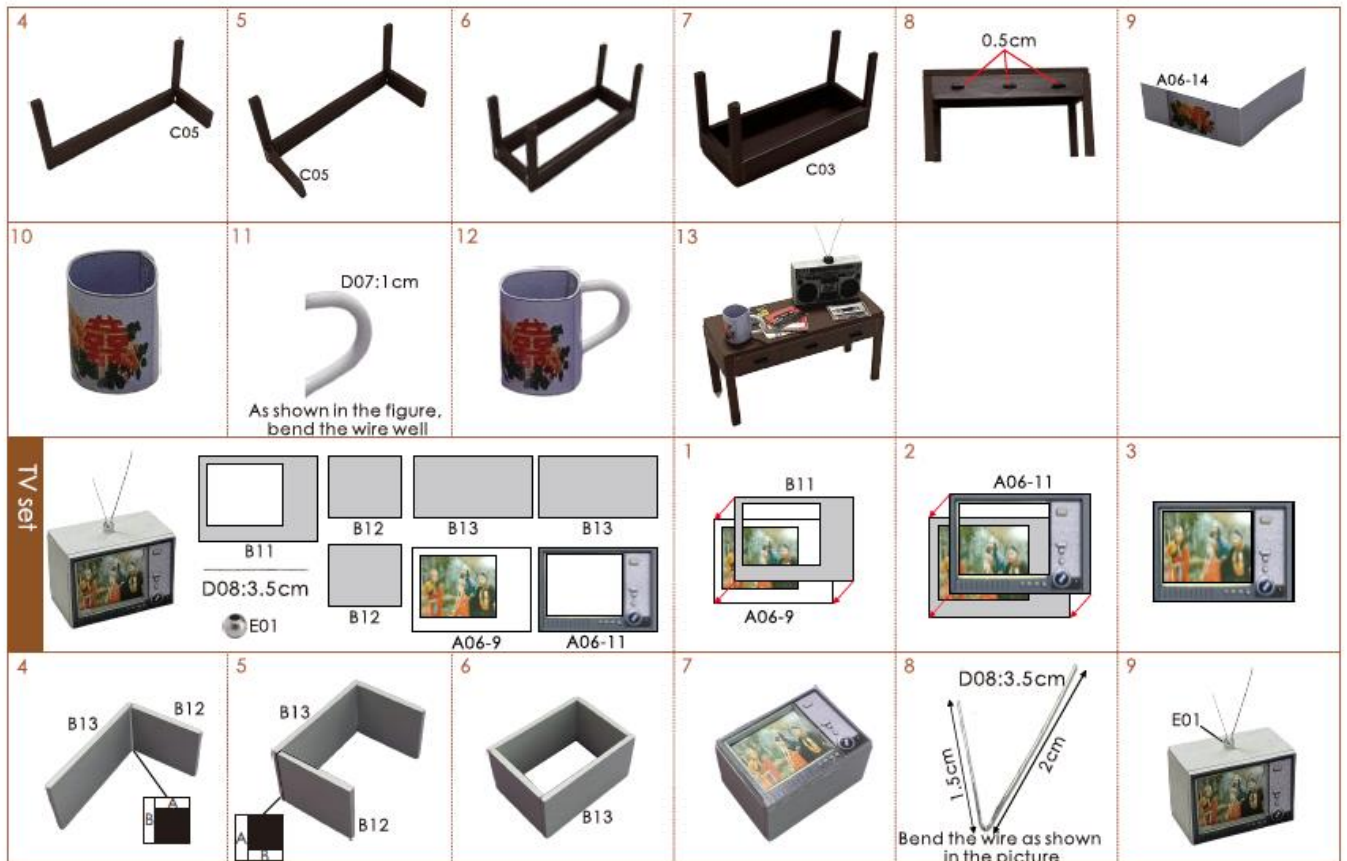 4
5
6
7
8
9
C05
C05
C03
0.5cm
A06-14
10
11
12
13
囍
D07:1cm
As shown in the figure,
bend the wire well
囍
TV set
B11
B12
B13
B13
D08:3.5cm
E01
B12
A06-9
A06-11
1
B11
A06-9
2
A06-11
3
4
B13
B12
A
B
5
B13
B12
A
B
6
B13
7
8
D08:3.5cm
1.5cm
2cm
Bend the wire as shown
in the picture
9
E01